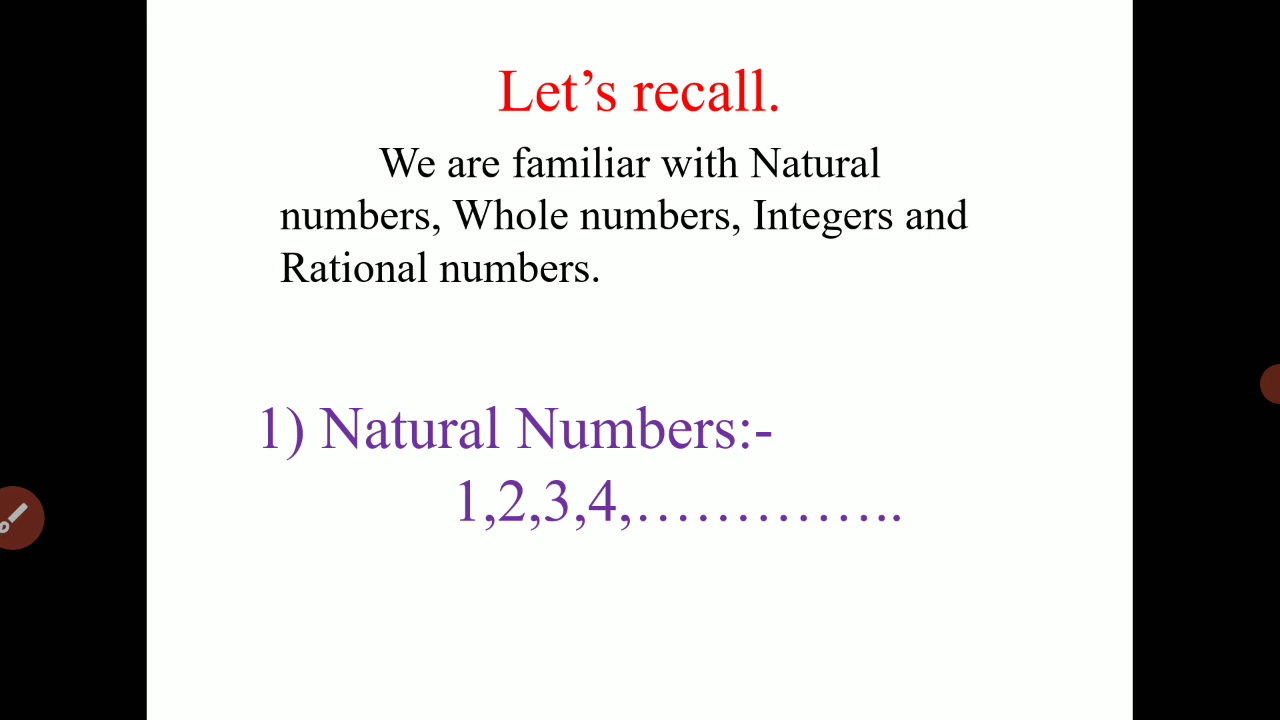 Let’s recall.
We are familiar with Natural
numbers, Whole numbers, Integers and
Rational numbers.
1) Natural Numbers:-
1,2,3,4,…………..